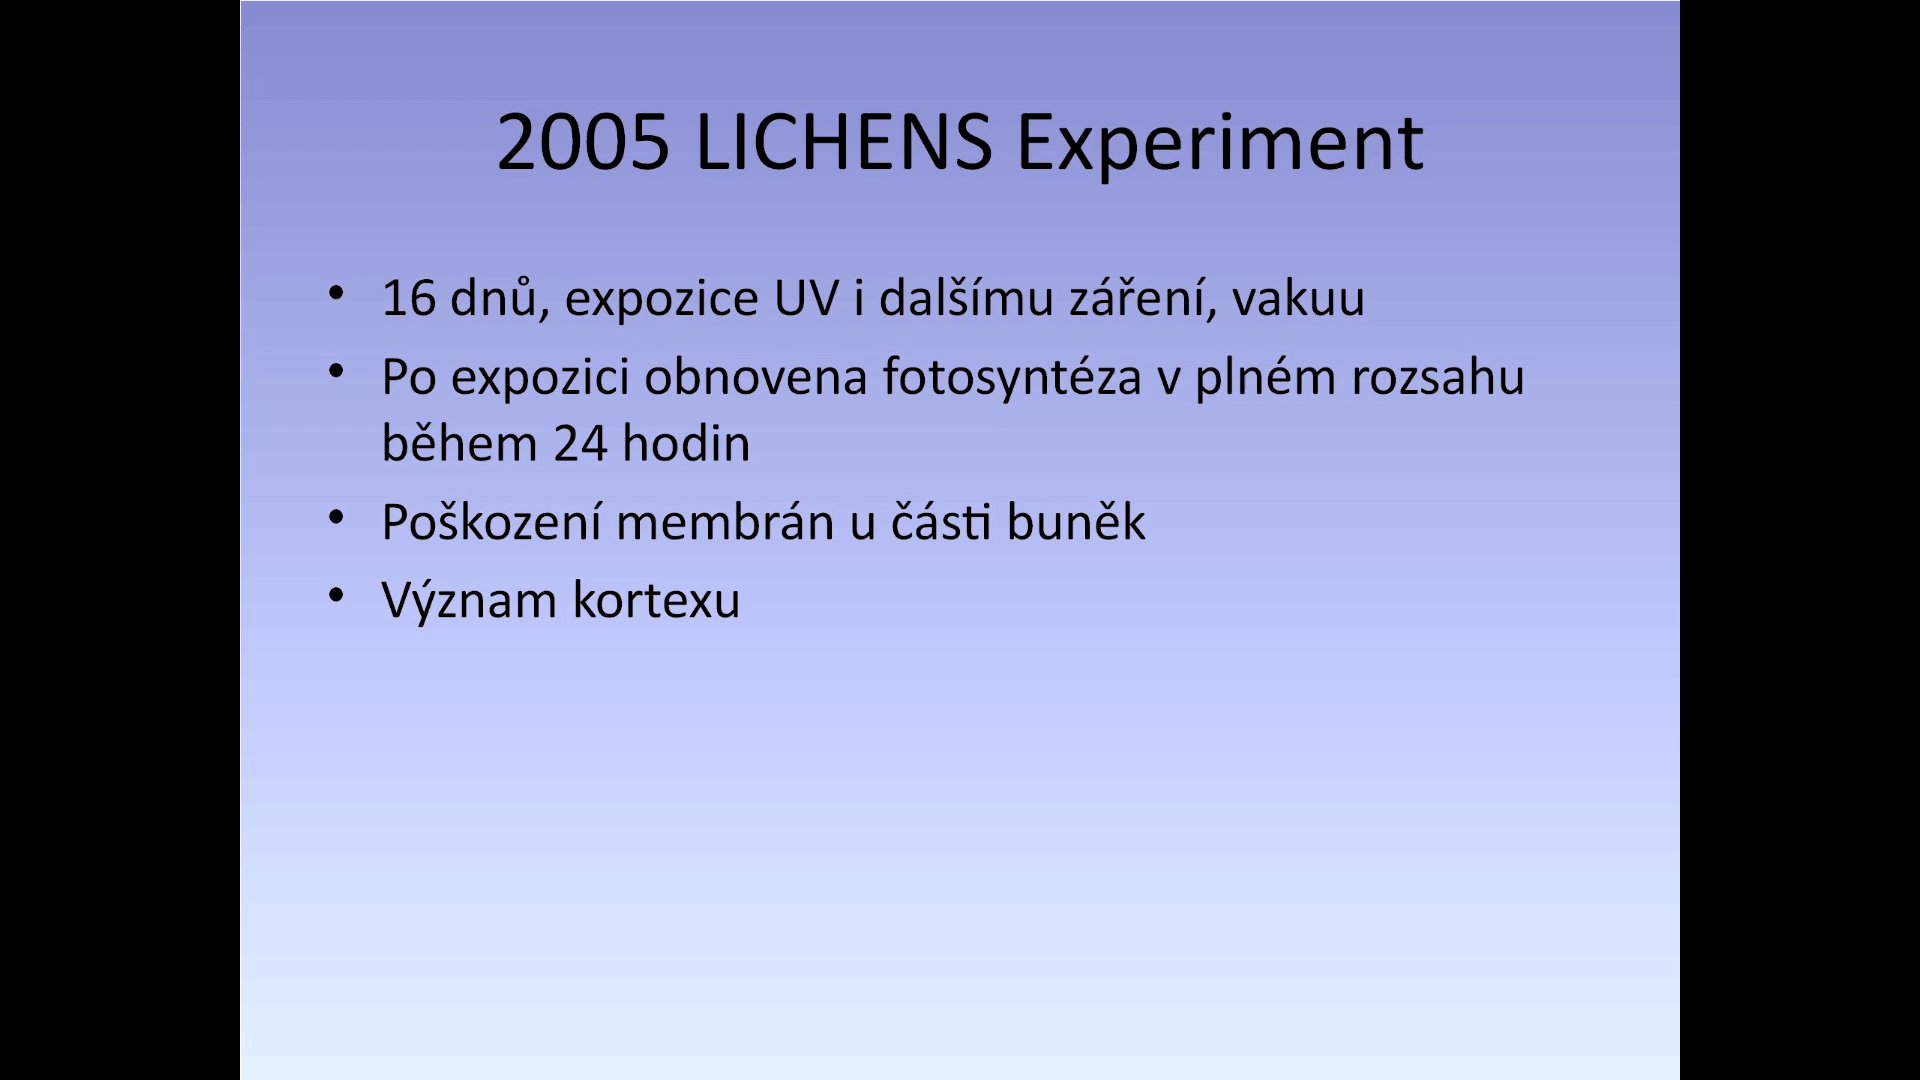 2005 LICHENS Experiment
• 16 dnů, expozice UV i dalšímu záření, vakuu
• Po expozici obnovena fotosyntéza v plném rozsahu
během 24 hodin
• Poškození membrán u části buněk
• Význam kortexu